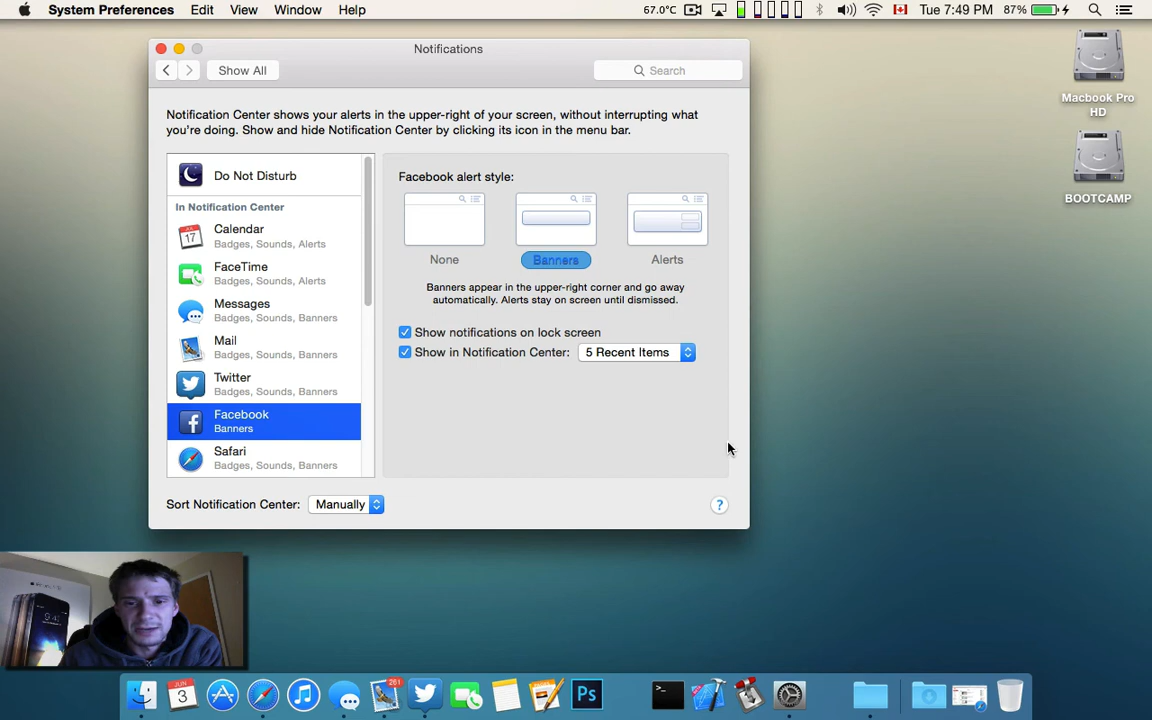 System Preferences Edit View Window Help 67.0°C Tue 7:49 PM 87%
Notifications
Show All Search
Macbook Pro
HD
BOOTCAMP
Notification Center shows your alerts in the upper-right of your screen, without interrupting what
you're doing. Show and hide Notification Center by clicking its icon in the menu bar.
Do Not Disturb
In Notification Center
JUL
17
Calendar
Badges, Sounds, Alerts
FaceTime
Badges, Sounds, Alerts
Messages
Badges, Sounds, Banners
Mail
Badges, Sounds, Banners
Twitter
Badges, Sounds, Banners
Facebook
Banners
Safari
Badges, Sounds, Banners
Facebook alert style:
None Banners Alerts
Banners appear in the upper-right corner and go away
automatically. Alerts stay on screen until dismissed.
Show notifications on lock screen
Show in Notification Center: 5 Recent Items
Sort Notification Center: Manually ?
JUN
3
261
Ps